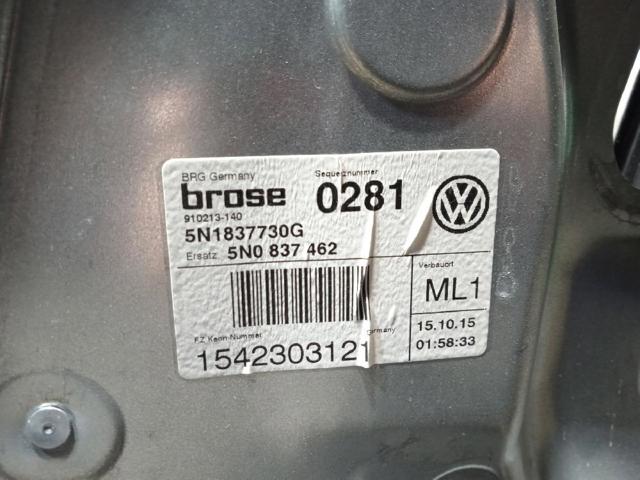 BRG Germany
Sequenznummer
brose 0281
910213-140
5N1837730G
Ersatz: 5N0 837 462
Verbauort
ML1
FZ Kenn-Nummer
Germany
15.10.15
1542303121
01:58:33